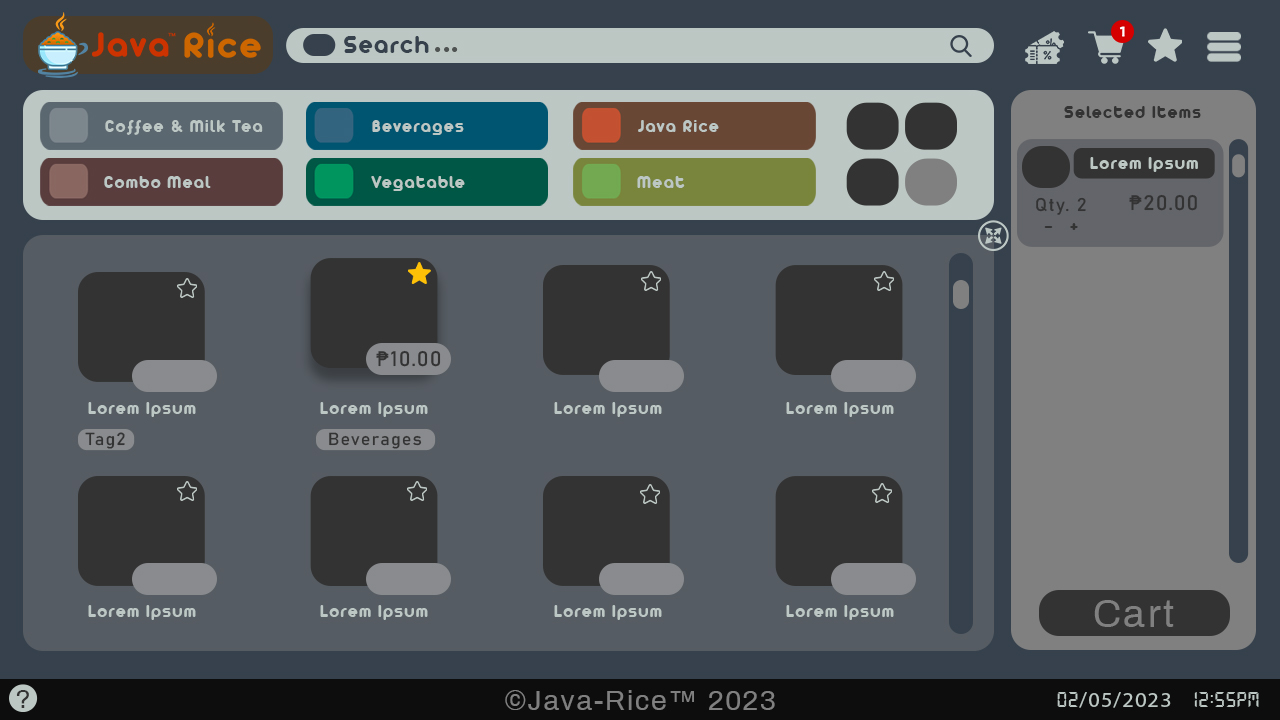 Java™ Rice
Search ...
%
%
1
Coffee & Milk Tea
Beverages
Java Rice
Combo Meal
Vegatable
Meat
Selected Items
Lorem Ipsum
Qty. 2
₱20.00
- +
₱10.00
Lorem Ipsum
Lorem Ipsum
Lorem Ipsum
Lorem Ipsum
Tag2
Beverages
Lorem Ipsum
Lorem Ipsum
Lorem Ipsum
Lorem Ipsum
Cart
?
©Java-Rice™ 2023
02/05/2023
12:55PM